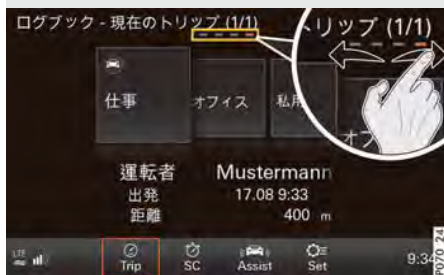 ログブック - 現在のトリップ (1/1)
トリップ (1/1)
仕事
オフィス
私用
オフ
運転者 Mustermann
出発 17.08 9:33
距離 400 m
LTE
Trip
SC
Assist
Set
9:34